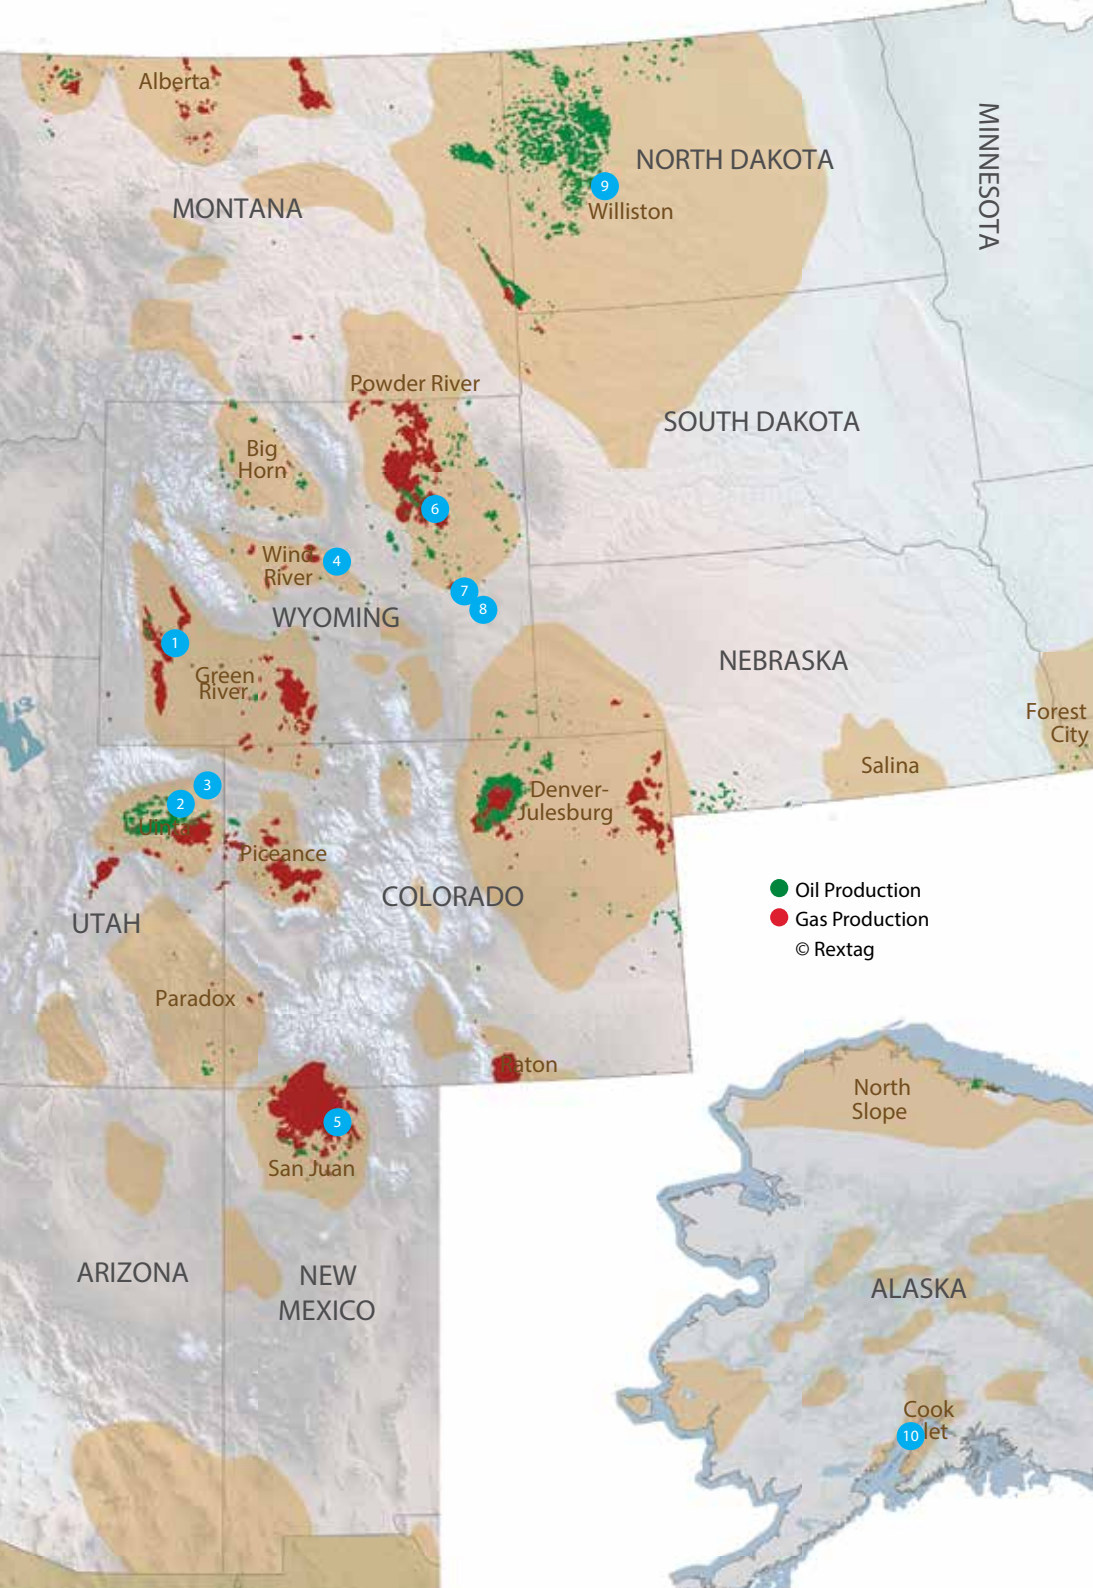 Alberta
MINNESOTA
NORTH DAKOTA
9
MONTANA
Williston
Powder River
SOUTH DAKOTA
Big
Horn
6
Wind
River
4
7
8
WYOMING
1
NEBRASKA
Green
River
Forest
City
Salina
3
2
Denver-
Julesburg
Uinta
Piceance
COLORADO
Oil Production
Gas Production
© Rextag
UTAH
Paradox
Raton
North
Slope
5
San Juan
ARIZONA
NEW
MEXICO
ALASKA
Cook
10
let